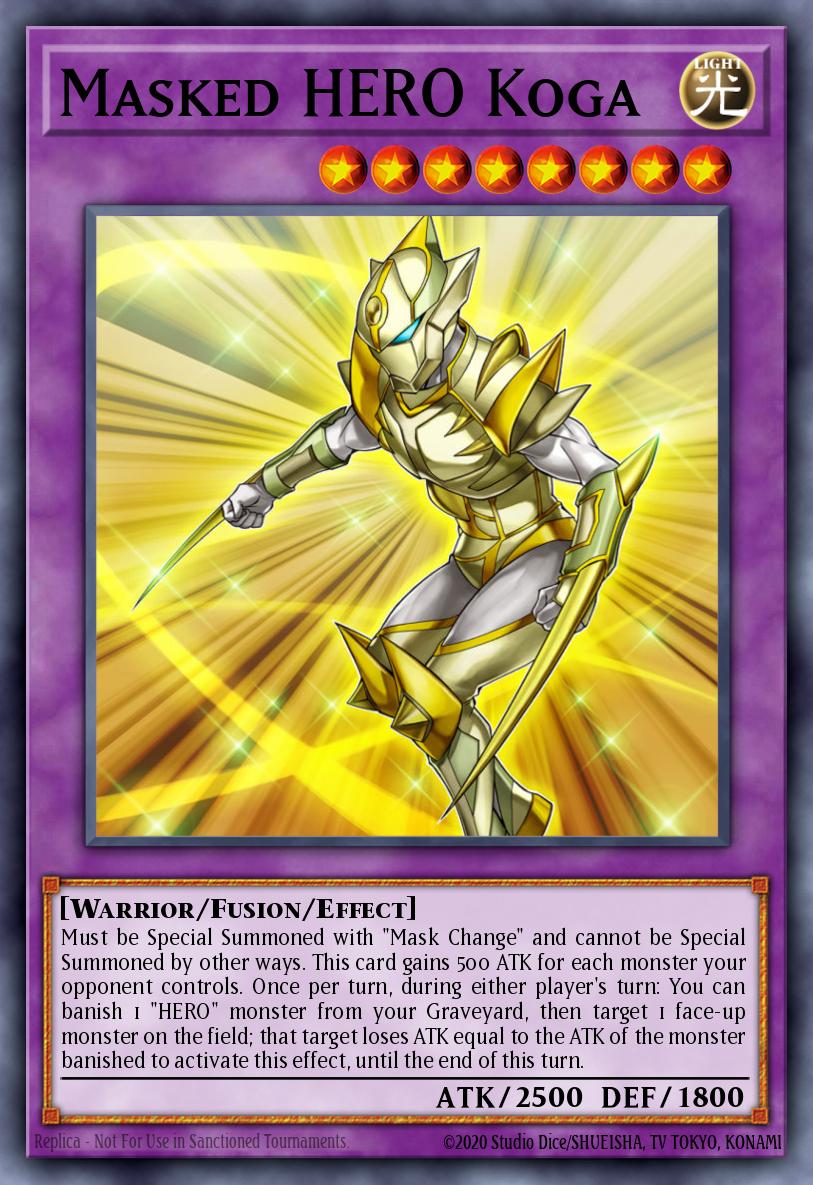 Masked HERO Koga
LIGHT
光
[Warrior/Fusion/Effect]
Must be Special Summoned with "Mask Change" and cannot be Special
Summoned by other ways. This card gains 500 ATK for each monster your
opponent controls. Once per turn, during either player's turn: You can
banish 1 "HERO" monster from your Graveyard, then target 1 face-up
monster on the field; that target loses ATK equal to the ATK of the monster
banished to activate this effect, until the end of this turn.
ATK/2500 DEF/1800
Replica - Not For Use in Sanctioned Tournaments.
©2020 Studio Dice/SHUEISHA, TV TOKYO, KONAMI